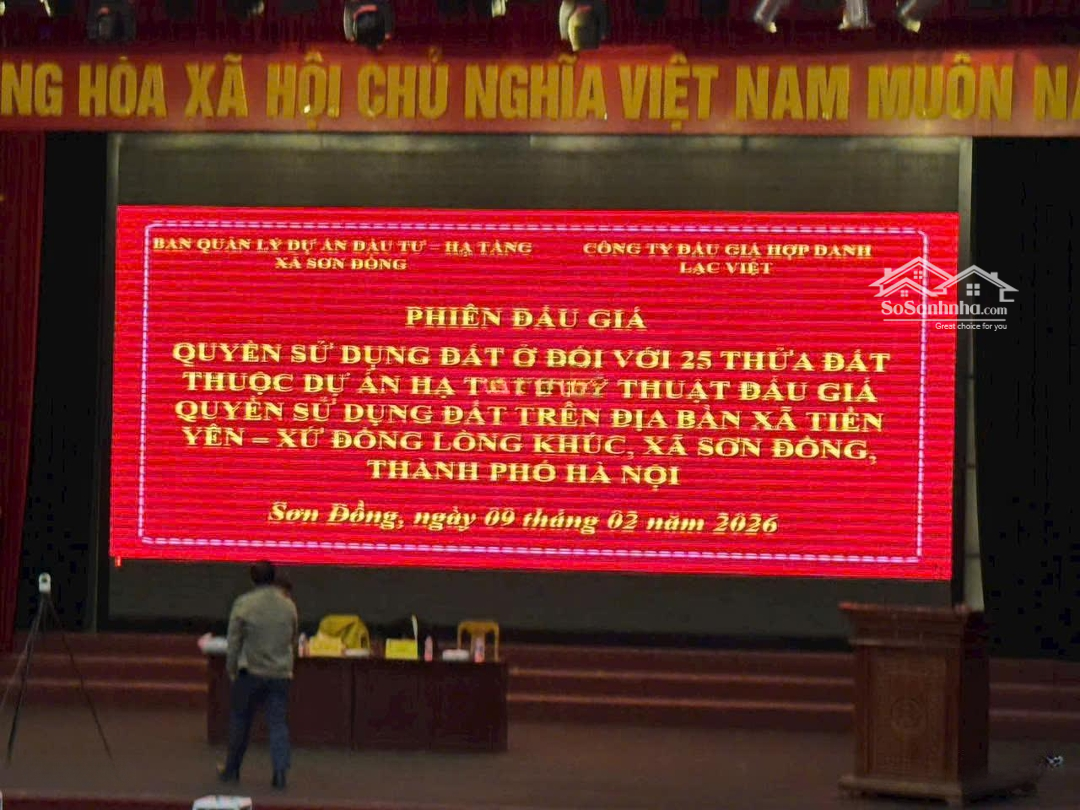 NG HÒA XÃ HỘI CHỦ NGHĨA VIỆT NAM MUÔN NĂ
BAN QUẢN LÝ DỰ ÁN ĐẦU TƯ – HẠ TẦNG
XÃ SƠN ĐỒNG
CÔNG TY ĐẤU GIÁ HỢP DANH
LẠC VIỆT
SoSanhnha.com
Great choice for you
PHIÊN ĐẤU GIÁ
QUYỀN SỬ DỤNG ĐẤT Ở ĐỐI VỚI 25 THỬA ĐẤT
THUỘC DỰ ÁN HẠ THUẬT ĐẤU GIÁ
QUYỀN SỬ DỤNG ĐẤT TRÊN ĐỊA BÀN XÃ TIỀN
YÊN – XỨ ĐỒNG LÒNG KHÚC, XÃ SƠN ĐỒNG,
THÀNH PHỐ HÀ NỘI
Sơn Đồng, ngày 09 tháng 02 năm 2026